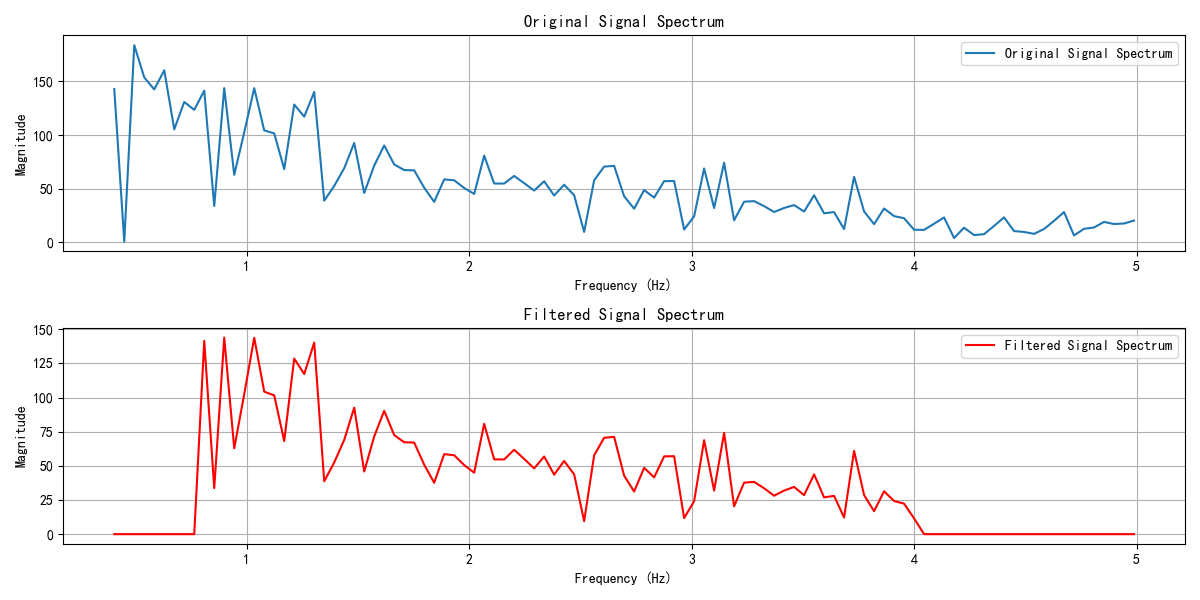 Original Signal Spectrum
Original Signal Spectrum
Magnitude
150
100
50
0
1 2 3 4 5
Frequency (Hz)
Filtered Signal Spectrum
Filtered Signal Spectrum
Magnitude
150
125
100
75
50
25
0
1 2 3 4 5
Frequency (Hz)